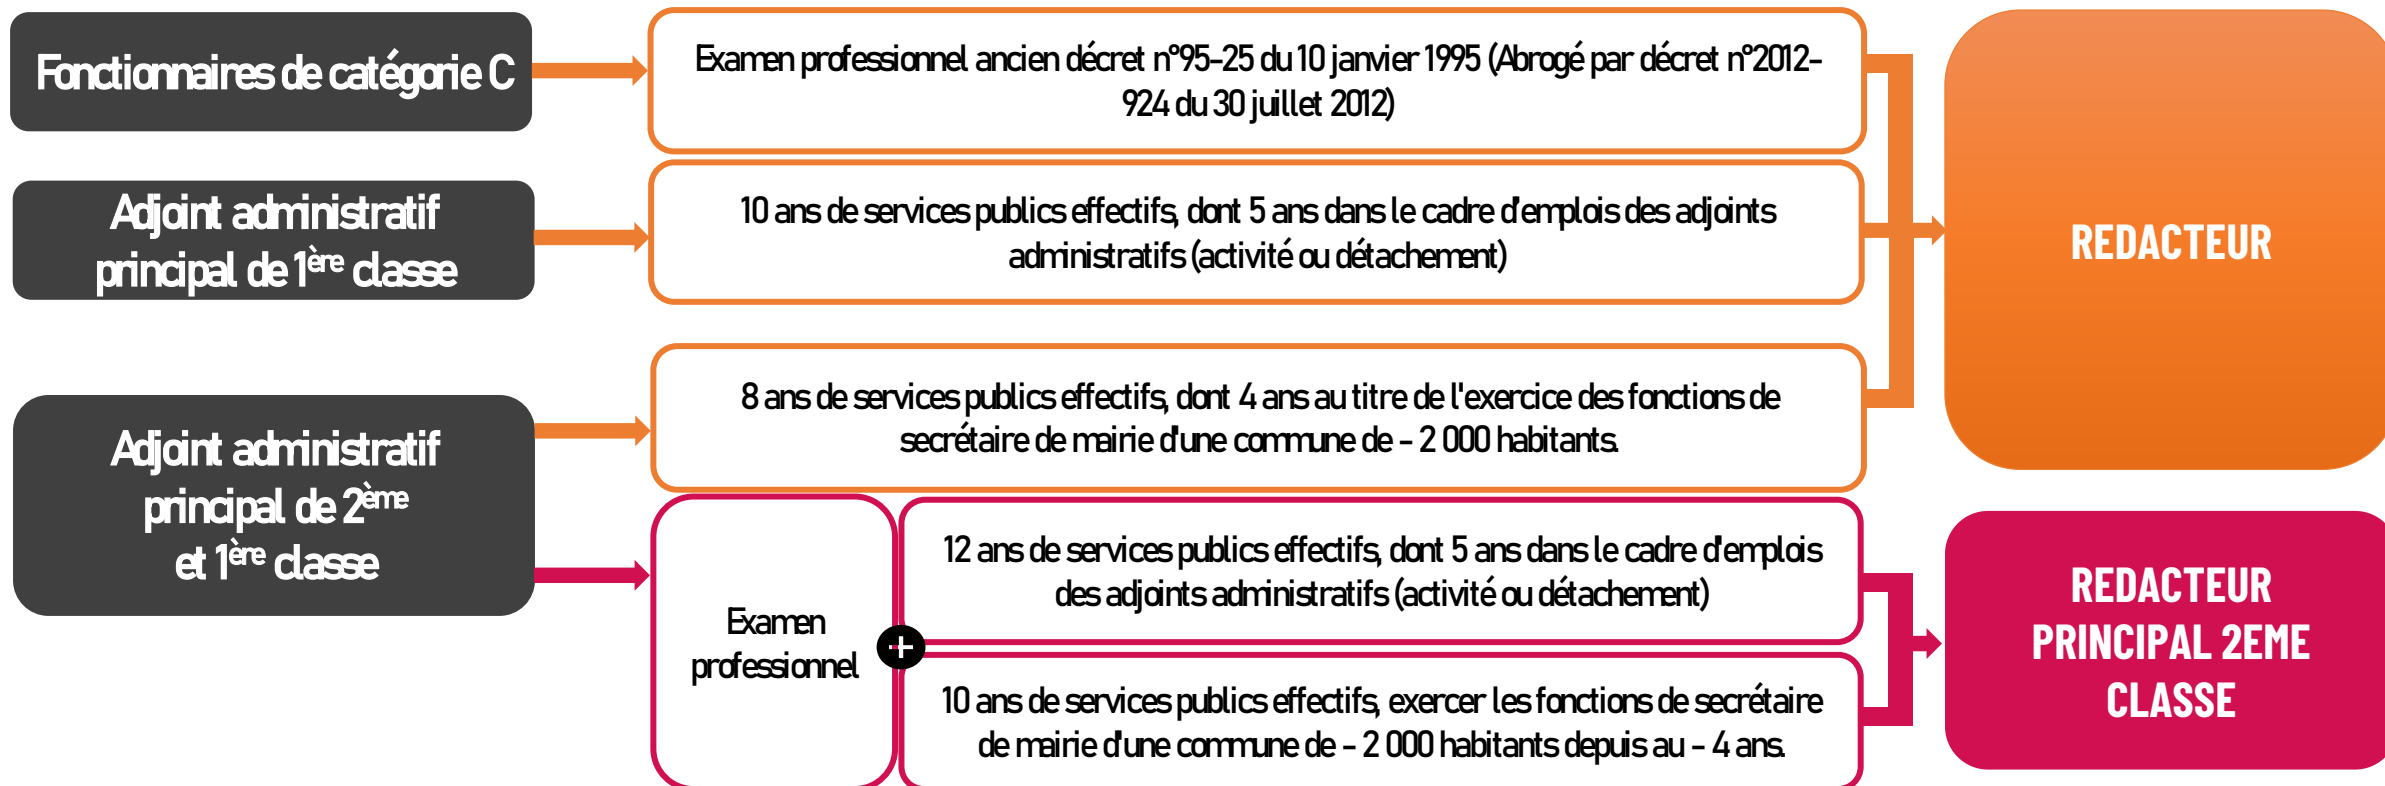 Fonctionnaires de catégorie C
Examen professionnel ancien décret n°95-25 du 10 janvier 1995 (Abrogé par décret n°2012-
924 du 30 juillet 2012)
Adjoint administratif
principal de 1ère classe
10 ans de services publics effectifs, dont 5 ans dans le cadre d'emplois des adjoints
administratifs (activité ou détachement)
REDACTEUR
Adjoint administratif
principal de 2ème
et 1ère classe
8 ans de services publics effectifs, dont 4 ans au titre de l'exercice des fonctions de
secrétaire de mairie d'une commune de - 2 000 habitants.
Examen
professionnel
+
12 ans de services publics effectifs, dont 5 ans dans le cadre d'emplois
des adjoints administratifs (activité ou détachement)
10 ans de services publics effectifs, exercer les fonctions de secrétaire
de mairie d'une commune de - 2 000 habitants depuis au - 4 ans.
REDACTEUR
PRINCIPAL 2EME
CLASSE